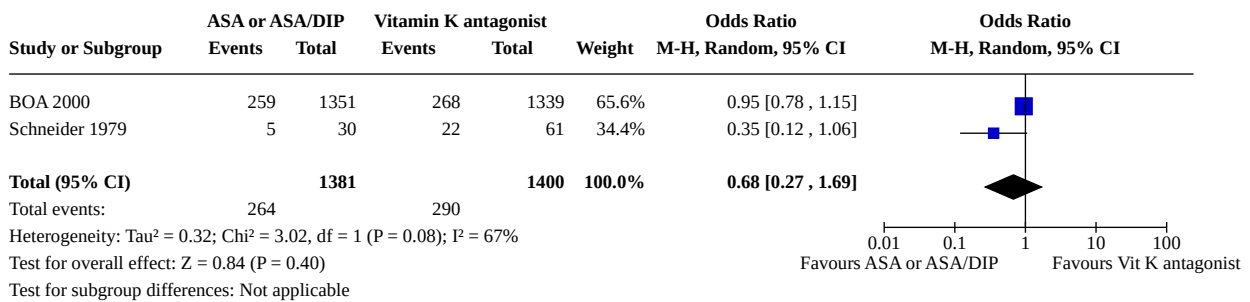 ASA or ASA/DIP Vitamin K antagonist Odds Ratio Odds Ratio
Study or Subgroup Events Total Events Total Weight M-H, Random, 95% CI M-H, Random, 95% CI
BOA 2000 259 1351 268 1339 65.6% 0.95 [0.78 , 1.15]
Schneider 1979 5 30 22 61 34.4% 0.35 [0.12 , 1.06]
Total (95% CI) 1381 1400 100.0% 0.68 [0.27 , 1.69]
Total events: 264 290
Heterogeneity: Tau² = 0.32; Chi² = 3.02, df = 1 (P = 0.08); I² = 67%
0.01 0.1 1 10 100
Test for overall effect: Z = 0.84 (P = 0.40)
Favours ASA or ASA/DIP Favours Vit K antagonist
Test for subgroup differences: Not applicable